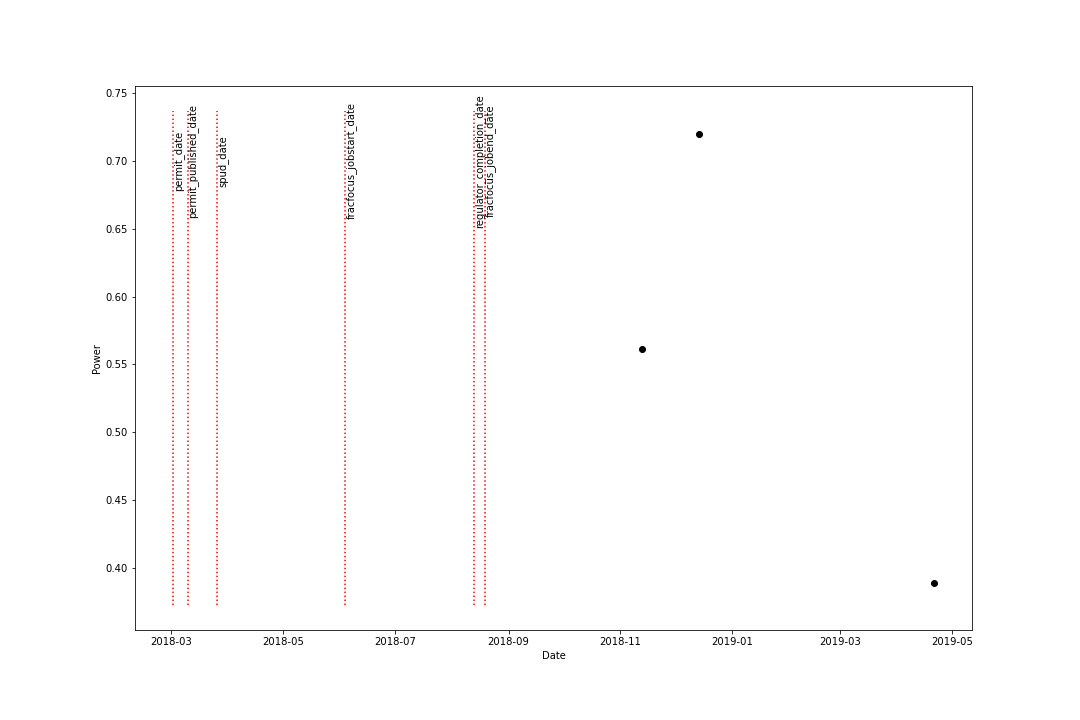 0.75
0.70
0.65
0.60
0.55
0.50
0.45
0.40
Power
permit_date
permit_published_date
spud_date
fracfocus_jobstart_date
regulator_completion_date
fracfocus_jobend_date
2018-03 2018-05 2018-07 2018-09 2018-11 2019-01 2019-03 2019-05
Date